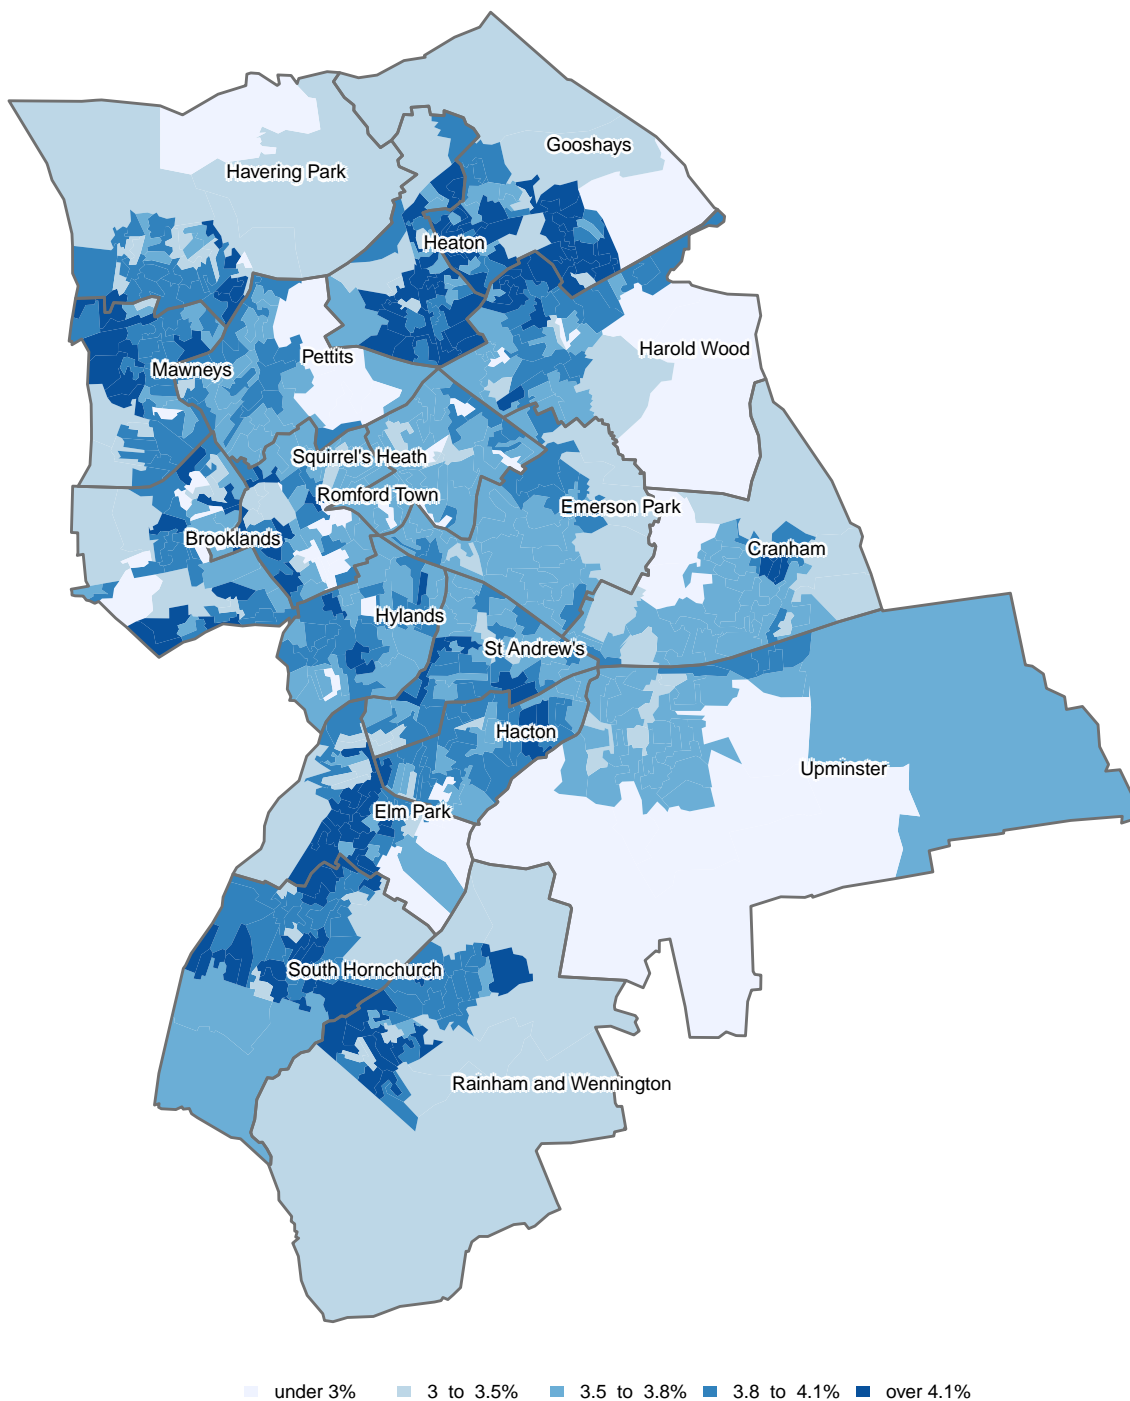 Gooshays
Havering Park
Heaton
Harold Wood
Pettits
Mawneys
Squirrel's Heath
Romford Town
Emerson Park
Brooklands
Cranham
Hylands
St Andrew's
Hacton
Upminster
Elm Park
South Hornchurch
Rainham and Wennington
under 3% 3 to 3.5% 3.5 to 3.8% 3.8 to 4.1% over 4.1%